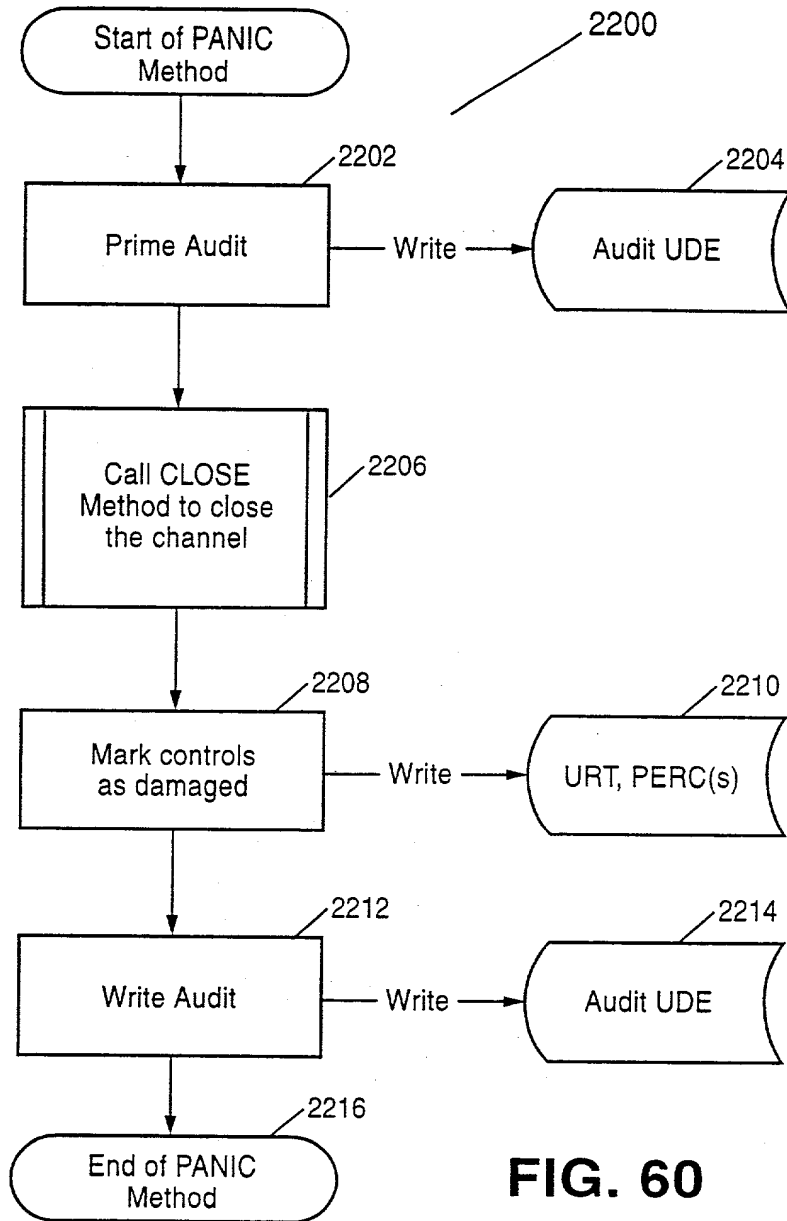 Start of PANIC
Method
2200
2202
Prime Audit
Write
2204
Audit UDE
Call CLOSE
Method to close
the channel
2206
2208
Mark controls
as damaged
Write
2210
URT, PERC(s)
2212
Write Audit
Write
2214
Audit UDE
2216
End of PANIC
Method
FIG. 60